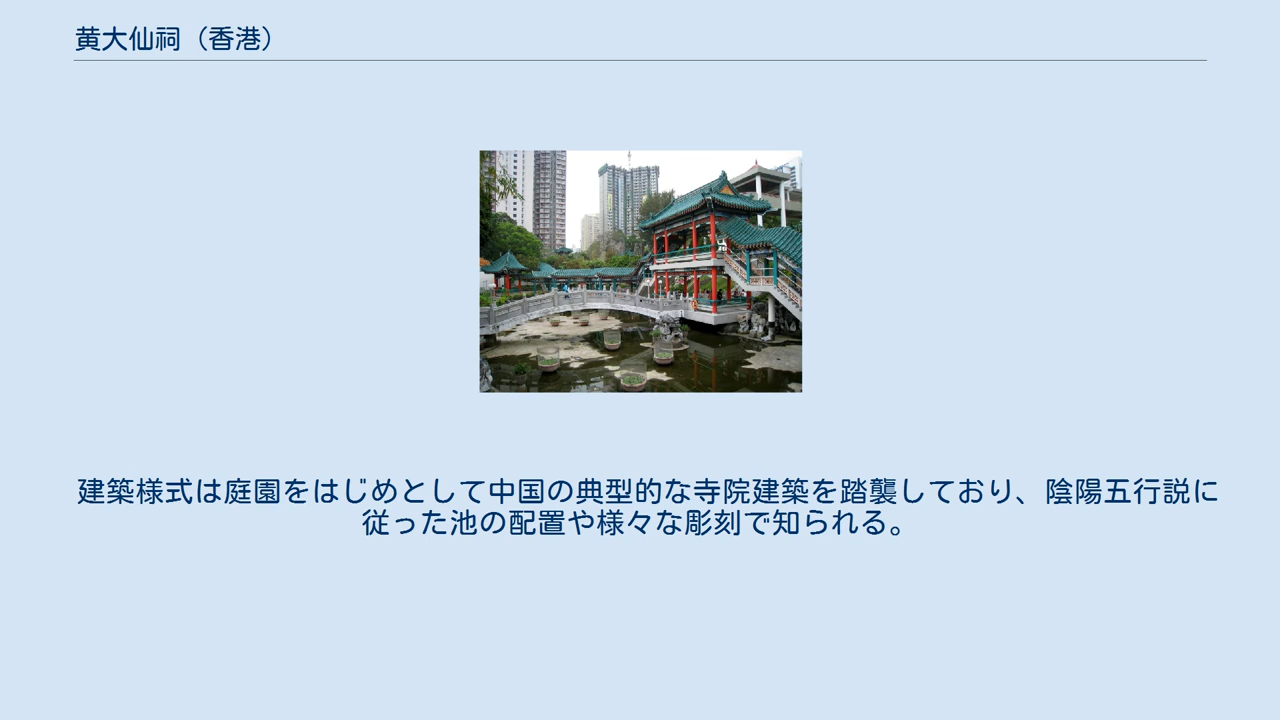 黄大仙祠（香港）
建築様式は庭園をはじめとして中国の典型的な寺院建築を踏襲しており、陰陽五行説に
従った池の配置や様々な彫刻で知られる。